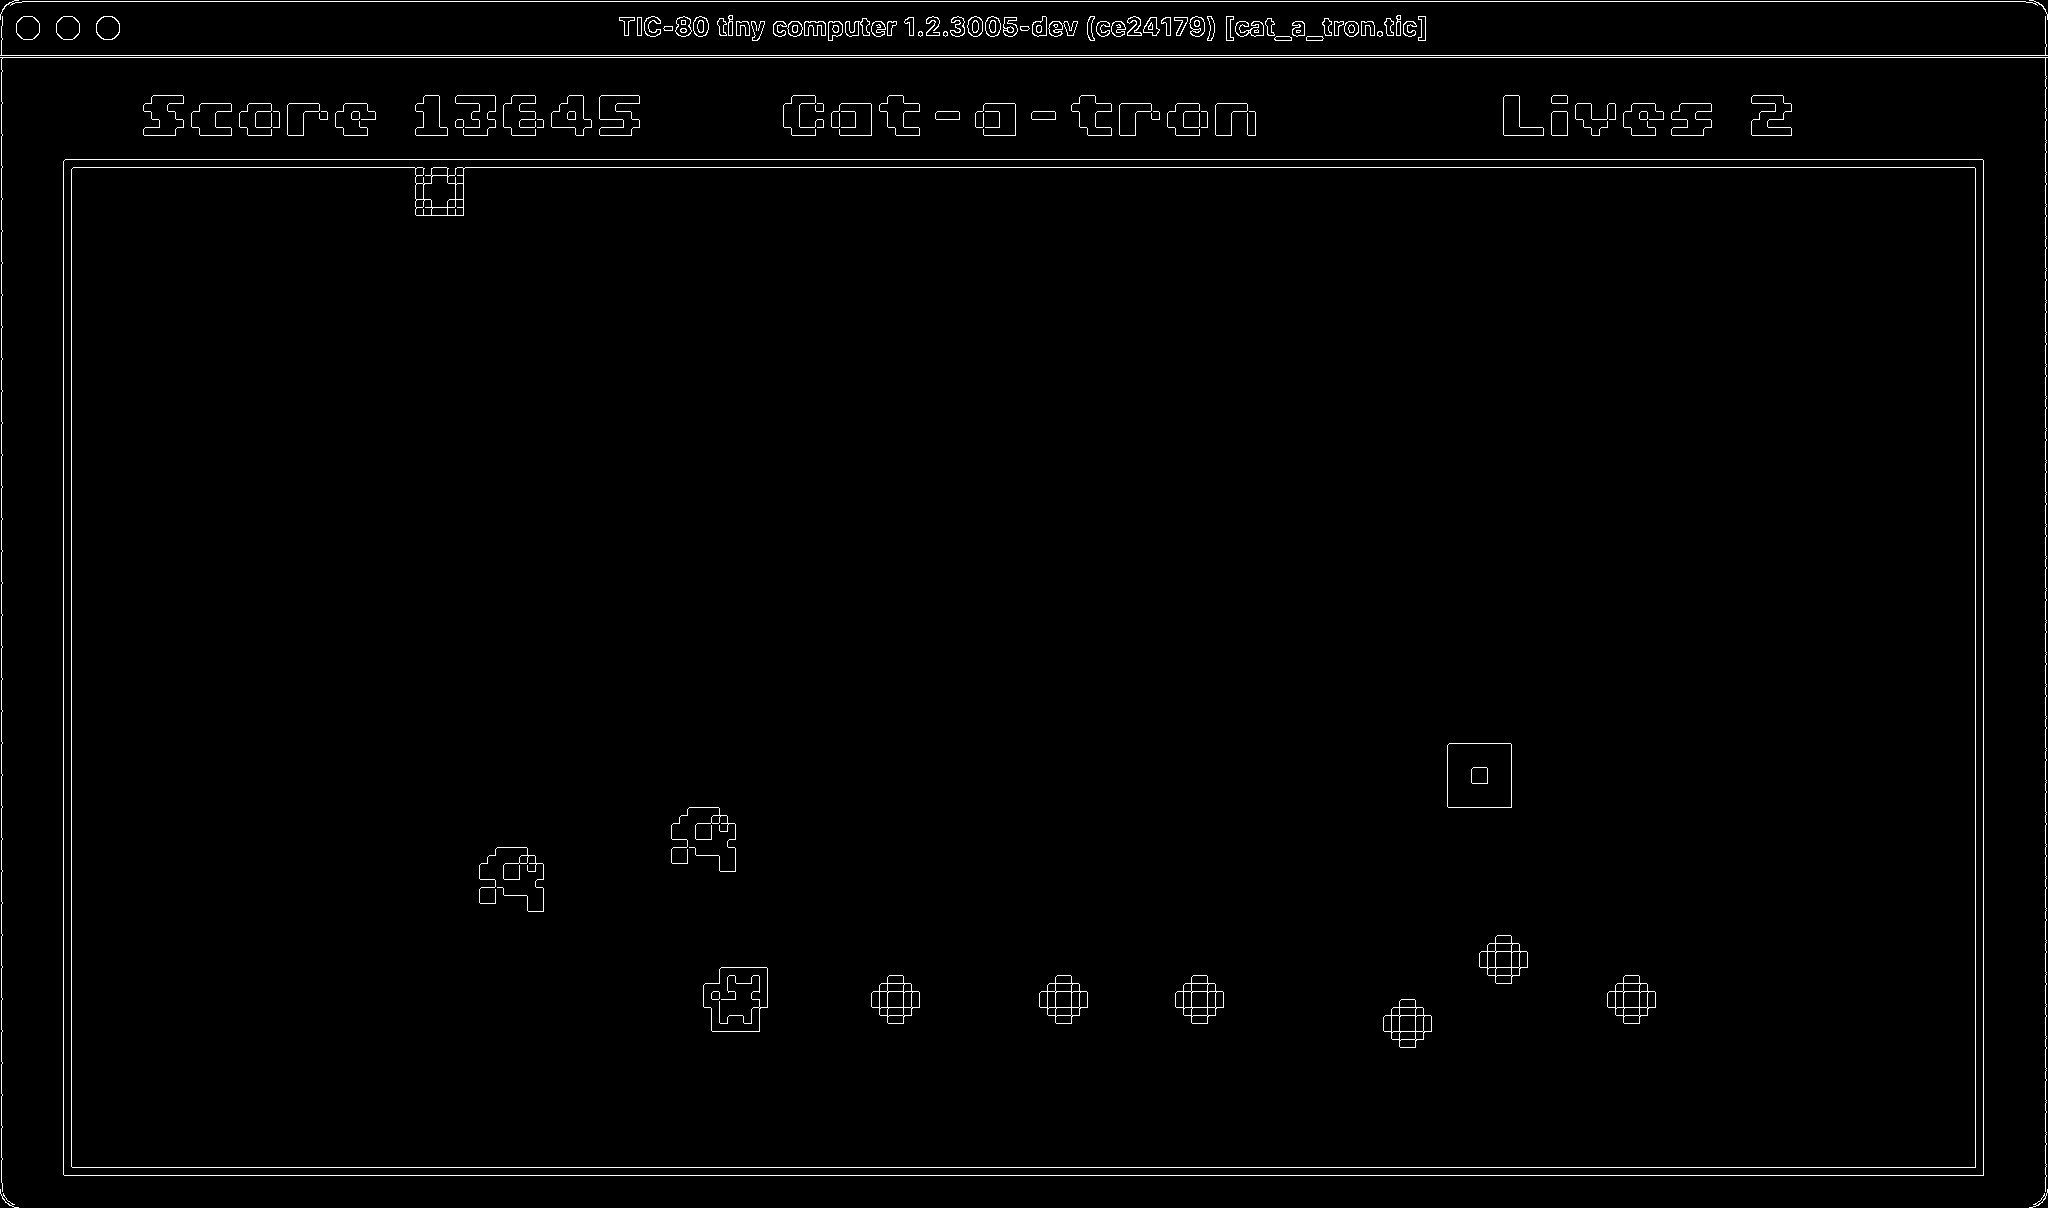 TIC-80 tiny computer 1.2.3005-dev (ce24179) [cat_a_tron.tic]
Score 13645 Cat-a-tron Lives 2